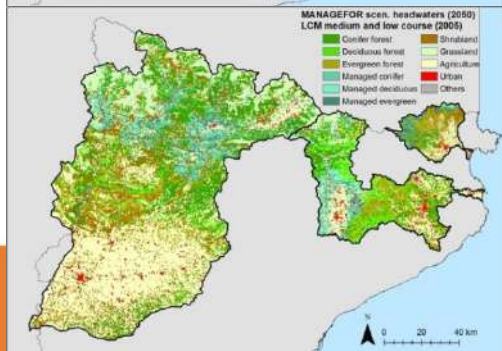 MANAGEFOR scen. headwaters (2050)
LCM medium and low course (2005)
Conifer forest
Deciduous forest
Evergreen forest
Managed conifer
Managed deciduous
Managed evergreen
Shrubland
Grassland
Agriculture
Urban
Others
N
0 20 40 km